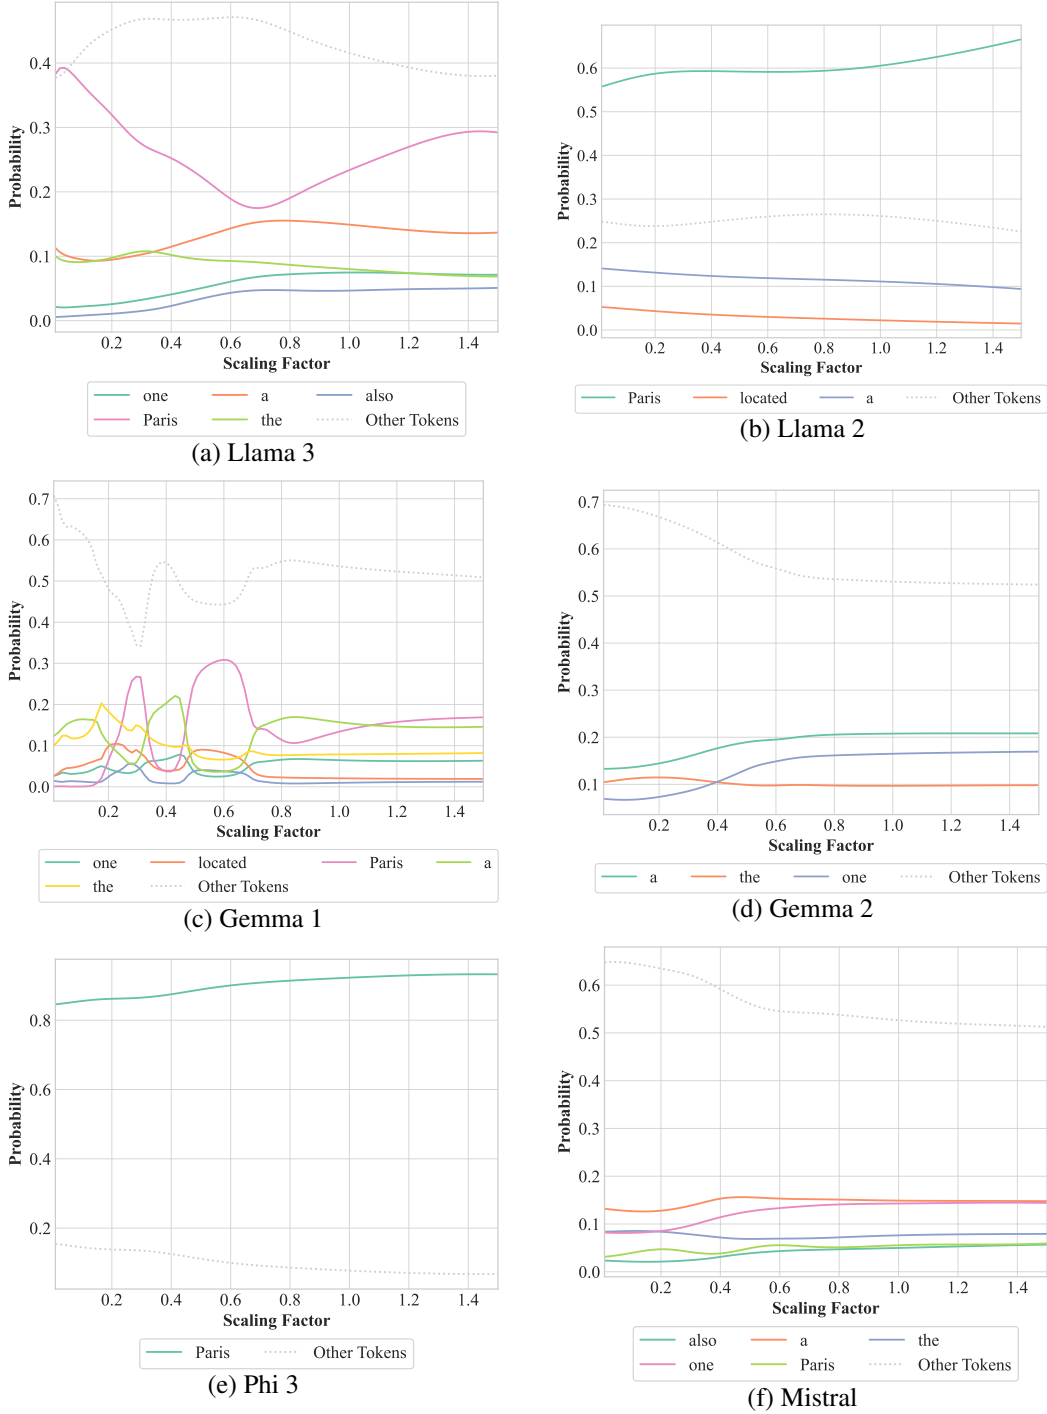 0.4
0.3
0.2
0.1
0.0
Probability
0.2 0.4 0.6 0.8 1.0 1.2 1.4
Scaling Factor
one a also
Paris the Other Tokens
(a) Llama 3
0.6
0.5
0.4
0.3
0.2
0.1
0.0
Probability
0.2 0.4 0.6 0.8 1.0 1.2 1.4
Scaling Factor
Paris located a Other Tokens
(b) Llama 2
0.7
0.6
0.5
0.4
0.3
0.2
0.1
0.0
Probability
0.2 0.4 0.6 0.8 1.0 1.2 1.4
Scaling Factor
one located Paris a
the Other Tokens
(c) Gemma 1
0.7
0.6
0.5
0.4
0.3
0.2
0.1
Probability
0.2 0.4 0.6 0.8 1.0 1.2 1.4
Scaling Factor
a the one Other Tokens
(d) Gemma 2
0.8
0.6
0.4
0.2
Probability
0.2 0.4 0.6 0.8 1.0 1.2 1.4
Scaling Factor
Paris Other Tokens
(e) Phi 3
0.6
0.5
0.4
0.3
0.2
0.1
0.0
Probability
0.2 0.4 0.6 0.8 1.0 1.2 1.4
Scaling Factor
also a the
one Paris Other Tokens
(f) Mistral